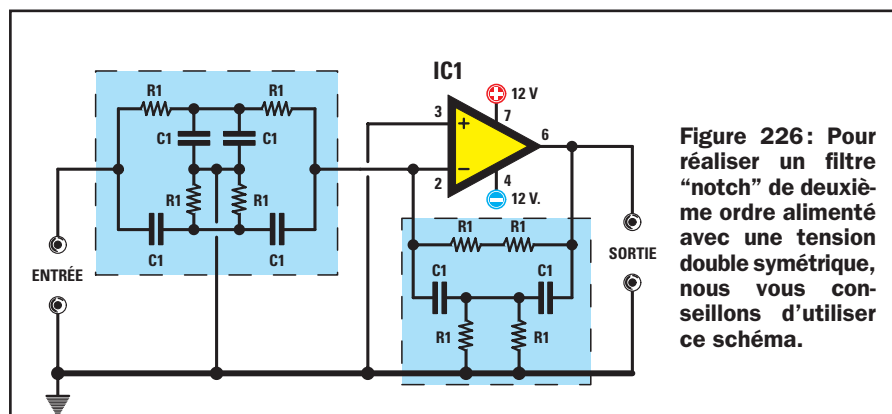 IC1
R1 R1
C1 C1
R1 R1
C1 C1
ENTRÉE
3
+
12 V
7
6
−
2
4
12 V.
R1 R1
C1 C1
R1 R1
SORTIE
Figure 226: Pour
réaliser un filtre
“notch” de deuxiè-
me ordre alimenté
avec une tension
double symétrique,
nous vous con-
seillons d’utiliser
ce schéma.